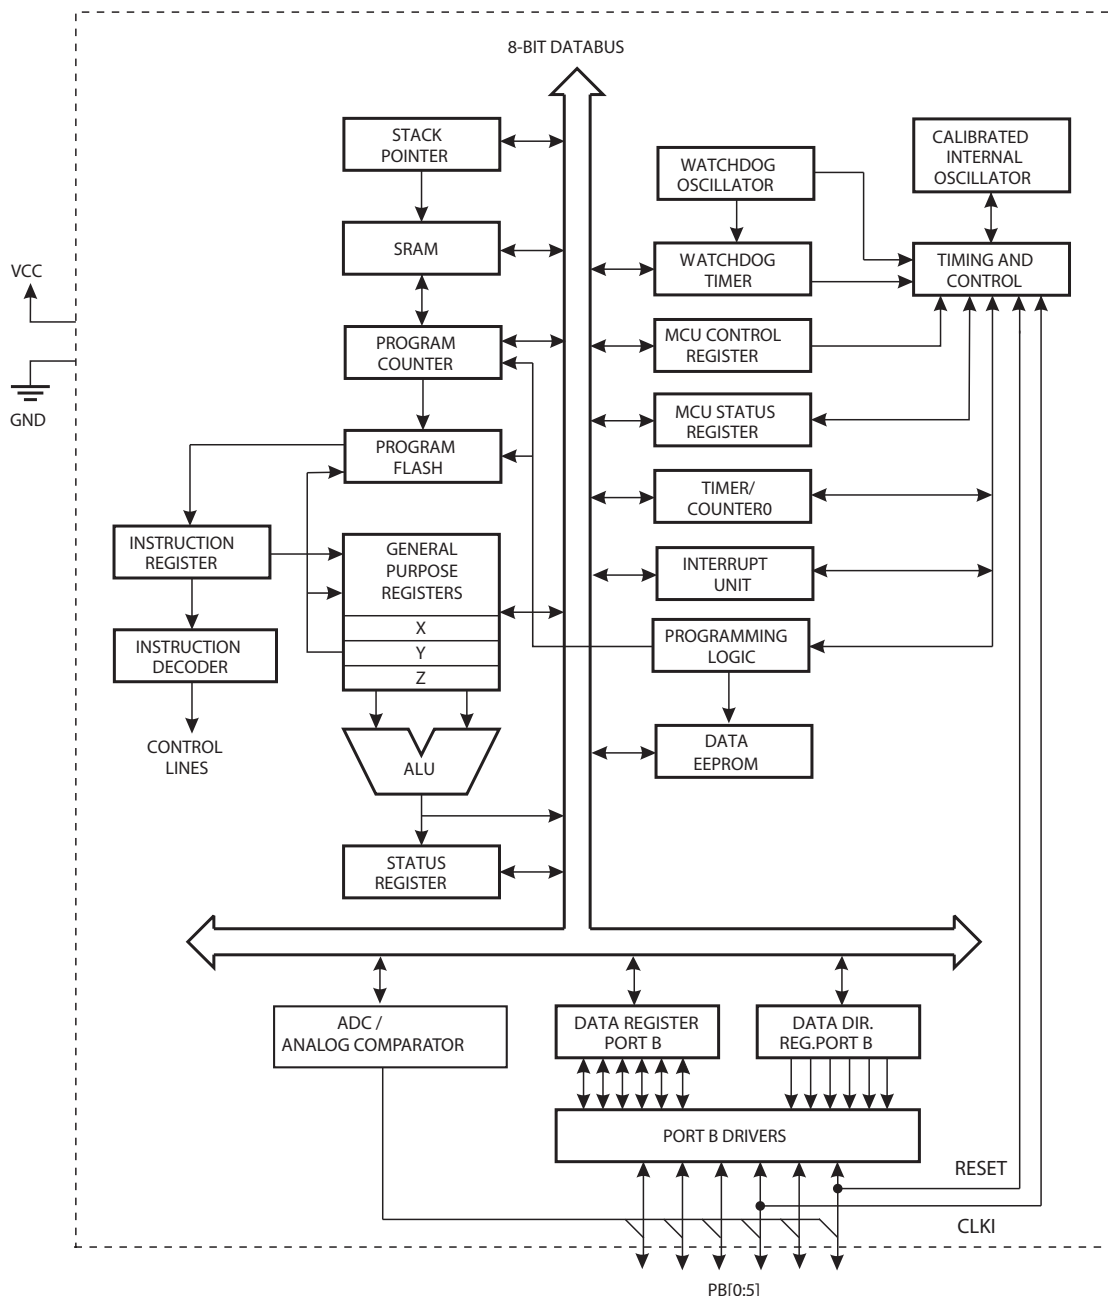 8-BIT DATABUS
STACK
POINTER
WATCHDOG
OSCILLATOR
CALIBRATED
INTERNAL
OSCILLATOR
SRAM
WATCHDOG
TIMER
TIMING AND
CONTROL
VCC
PROGRAM
COUNTER
MCU CONTROL
REGISTER
GND
MCU STATUS
REGISTER
PROGRAM
FLASH
TIMER/
COUNTER0
INSTRUCTION
REGISTER
GENERAL
PURPOSE
REGISTERS
X
Y
Z
INTERRUPT
UNIT
PROGRAMMING
LOGIC
INSTRUCTION
DECODER
CONTROL
LINES
ALU
DATA
EEPROM
STATUS
REGISTER
ADC /
ANALOG COMPARATOR
DATA REGISTER
PORT B
DATA DIR.
REG.PORT B
PORT B DRIVERS
RESET
CLKI
PB[0:5]